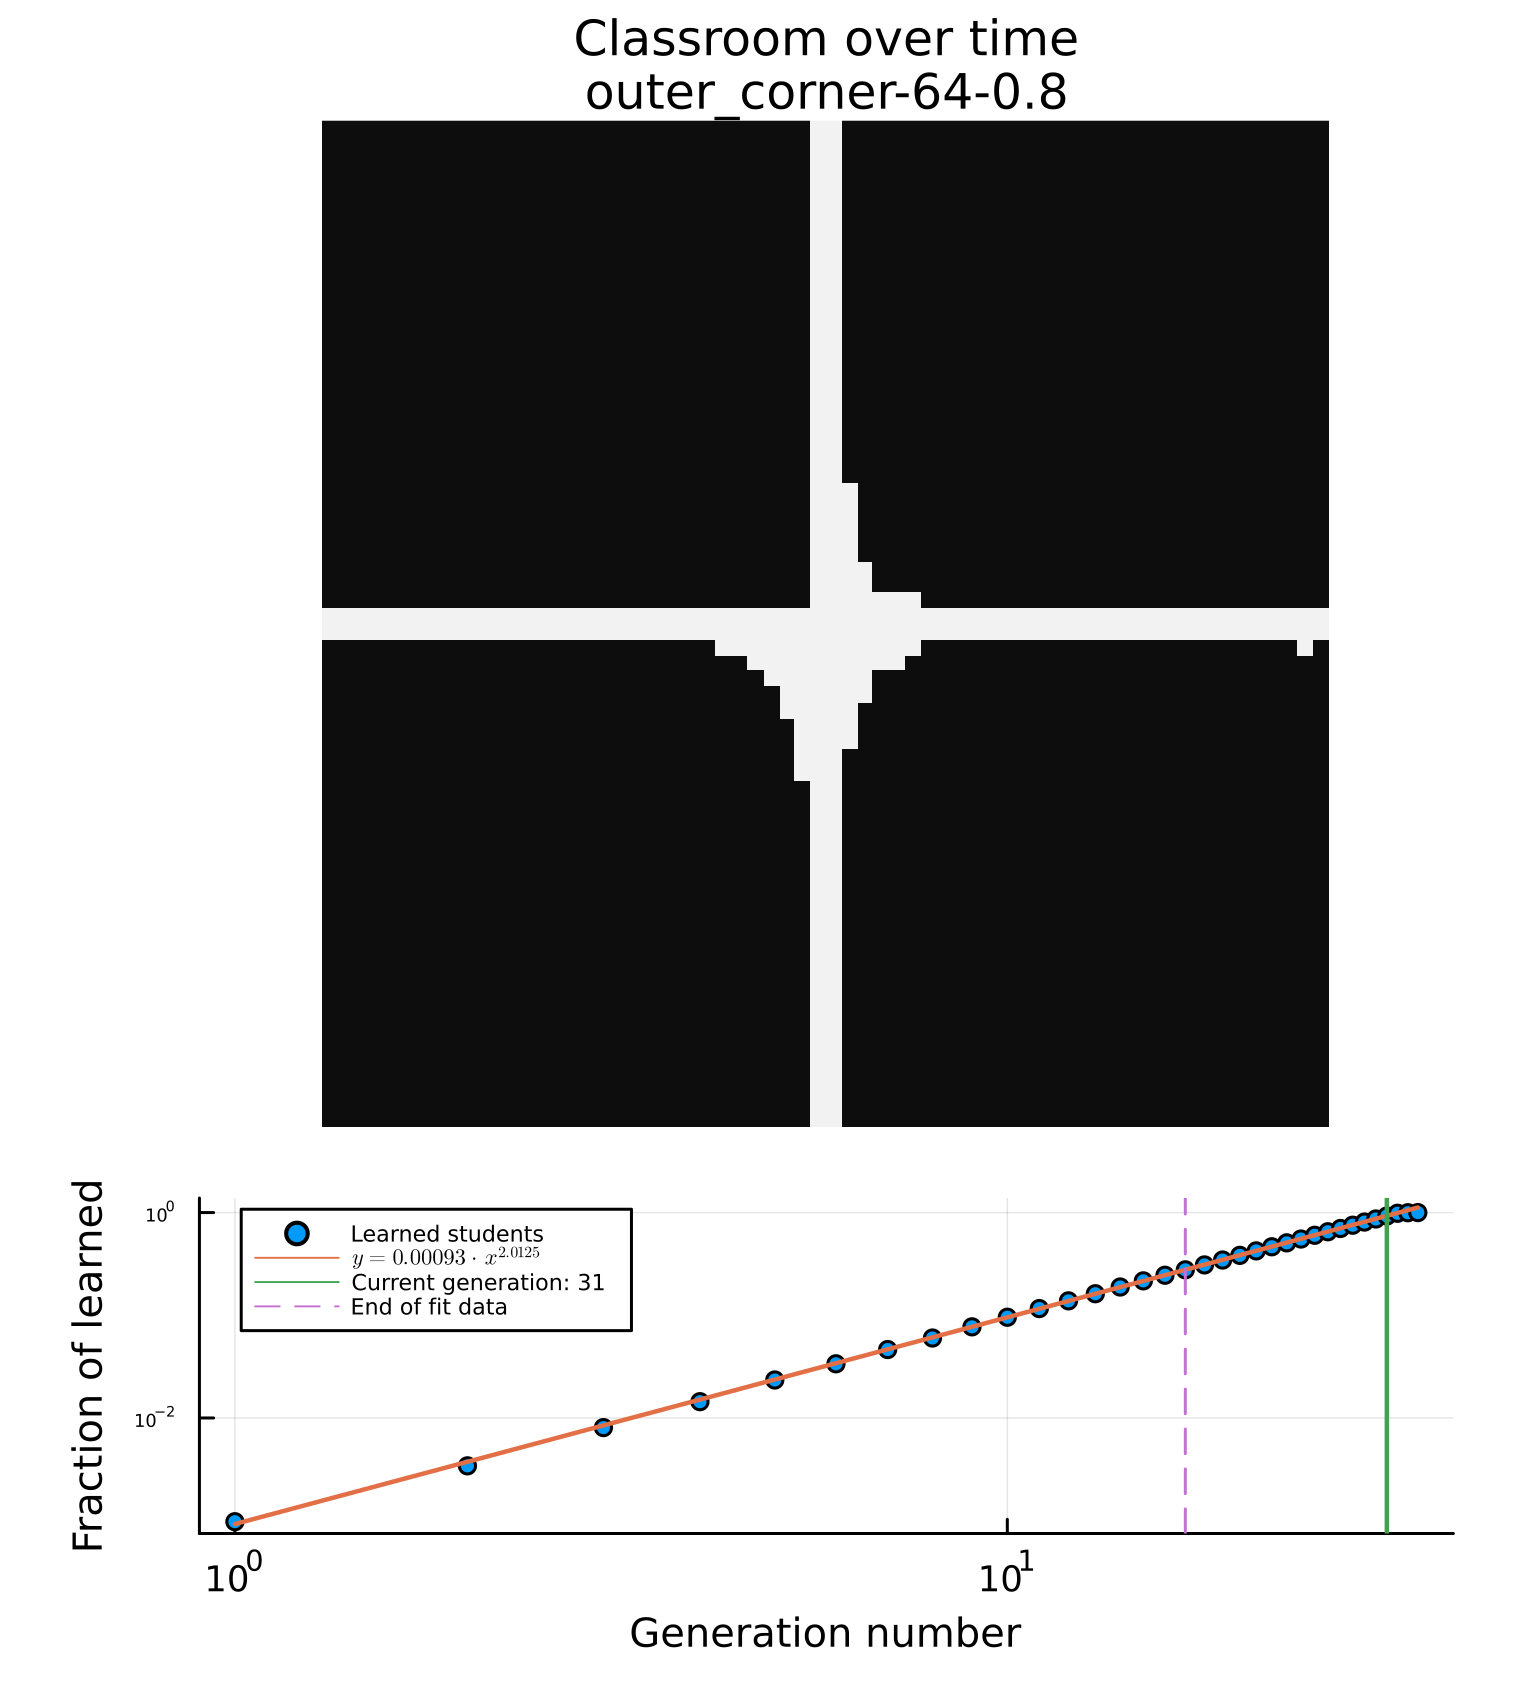 Classroom over time
outer_corner-64-0.8
Fraction of learned
10^0
10^−2
Learned students
y = 0.00093 · x^2.0125
Current generation: 31
End of fit data
10^0
10^1
Generation number